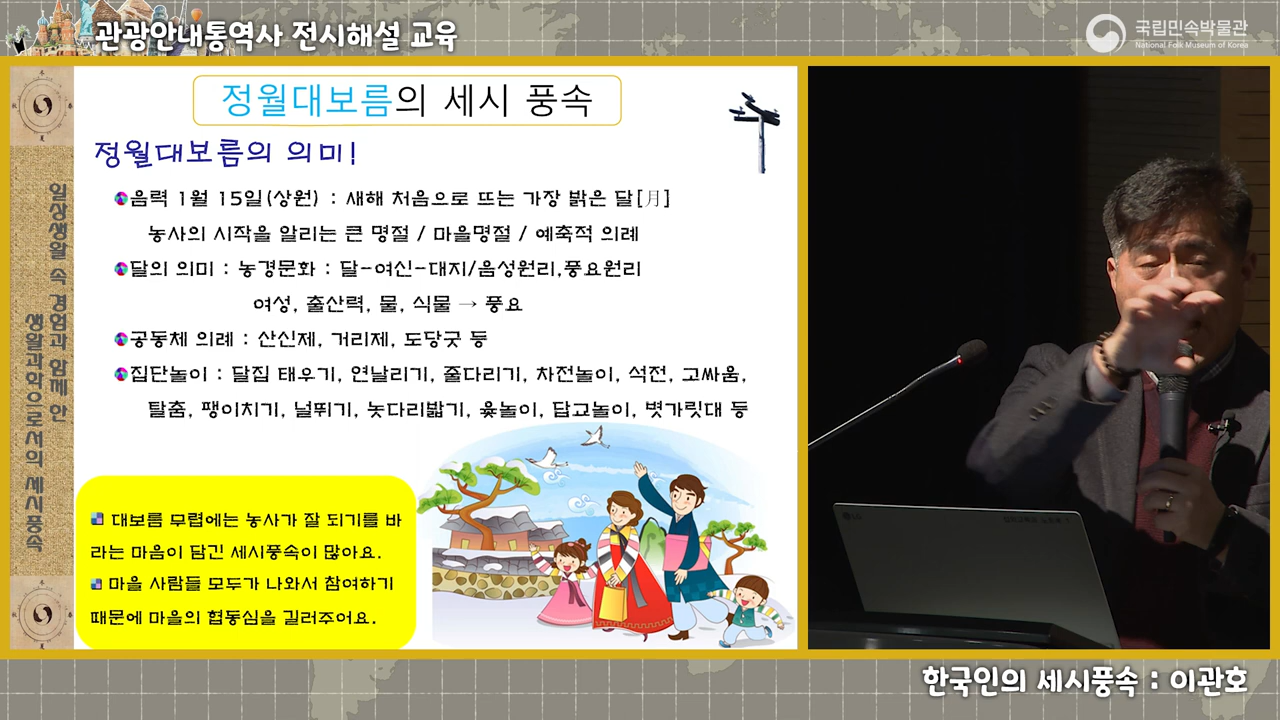 관광안내통역사 전시해설 교육
국립민속박물관
National Folk Museum of Korea
정월대보름의 세시 풍속
정월대보름의 의미!
음력 1월 15일(상원) : 새해 처음으로 뜨는 가장 밝은 달[月]
농사의 시작을 알리는 큰 명절 / 마을명절 / 예축적 의례
달의 의미 : 농경문화 : 달-여신-대지/음성원리,풍요원리
여성, 출산력, 물, 식물 → 풍요
공동체 의례 : 산신제, 거리제, 도당굿 등
집단놀이 : 달집 태우기, 연날리기, 줄다리기, 차전놀이, 석전, 고싸움,
탈춤, 팽이치기, 널뛰기, 놋다리밟기, 윷놀이, 답교놀이, 볏가릿대 등
대보름 무렵에는 농사가 잘 되기를 바
라는 마음이 담긴 세시풍속이 많아요.
마을 사람들 모두가 나와서 참여하기
때문에 마을의 협동심을 길러주어요.
일상생활 속 경험과 함께 한
생활과학으로서의 세시풍속
LG
한국인의 세시풍속 : 이관호